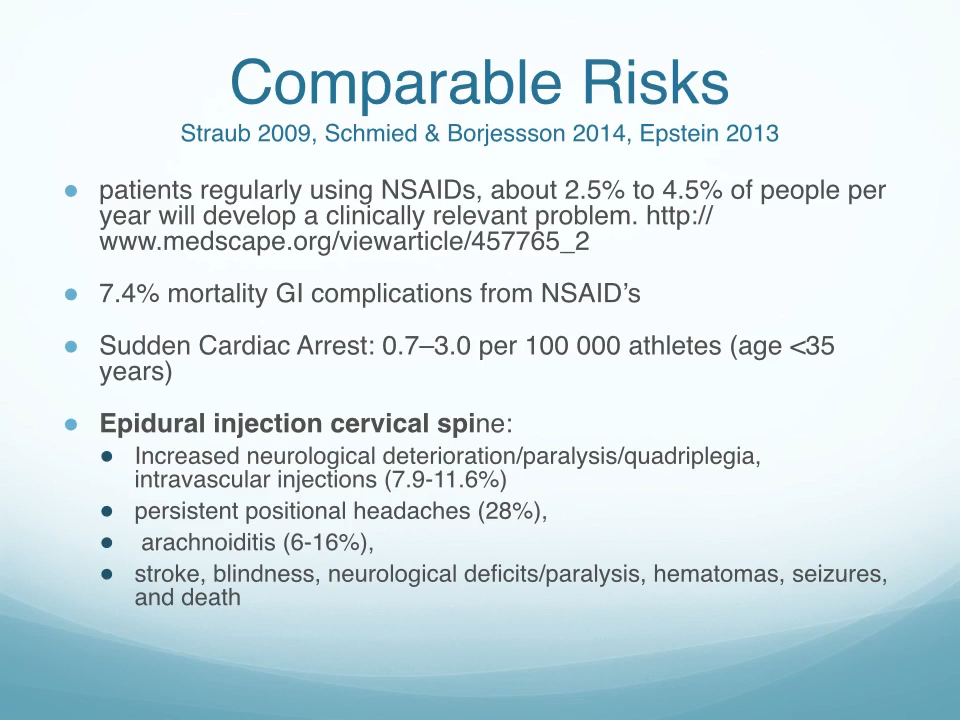 Comparable Risks
Straub 2009, Schmied & Borjessson 2014, Epstein 2013
● patients regularly using NSAIDs, about 2.5% to 4.5% of people per
year will develop a clinically relevant problem. http://
www.medscape.org/viewarticle/457765_2
● 7.4% mortality GI complications from NSAID’s
● Sudden Cardiac Arrest: 0.7–3.0 per 100 000 athletes (age <35
years)
● Epidural injection cervical spine:
● Increased neurological deterioration/paralysis/quadriplegia,
intravascular injections (7.9-11.6%)
● persistent positional headaches (28%),
● arachnoiditis (6-16%),
● stroke, blindness, neurological deficits/paralysis, hematomas, seizures,
and death